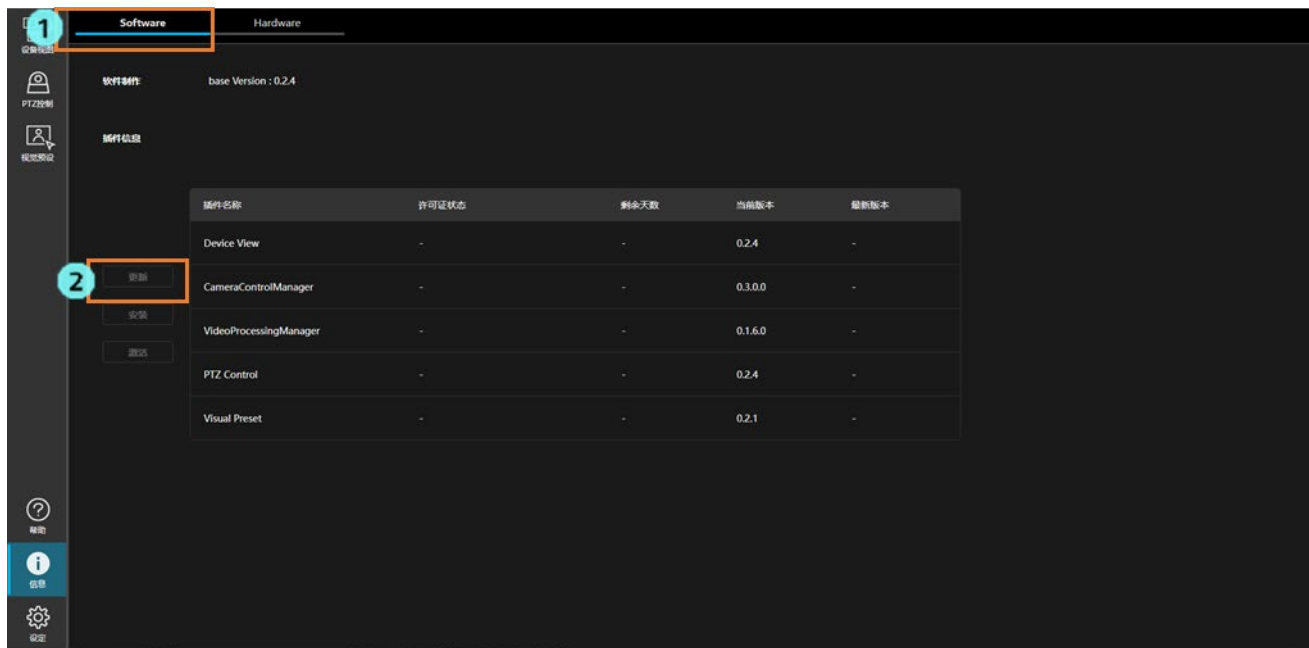 1
Software Hardware
设备视图
PTZ控制
视觉预设
软件制作 base Version : 0.2.4
插件信息
插件名称 许可证状态 剩余天数 当前版本 最新版本
Device View - - 0.2.4 -
2
更新
CameraControlManager - - 0.3.0.0 -
安装
VideoProcessingManager - - 0.1.6.0 -
激活
PTZ Control - - 0.2.4 -
Visual Preset - - 0.2.1 -
帮助
信息
设定